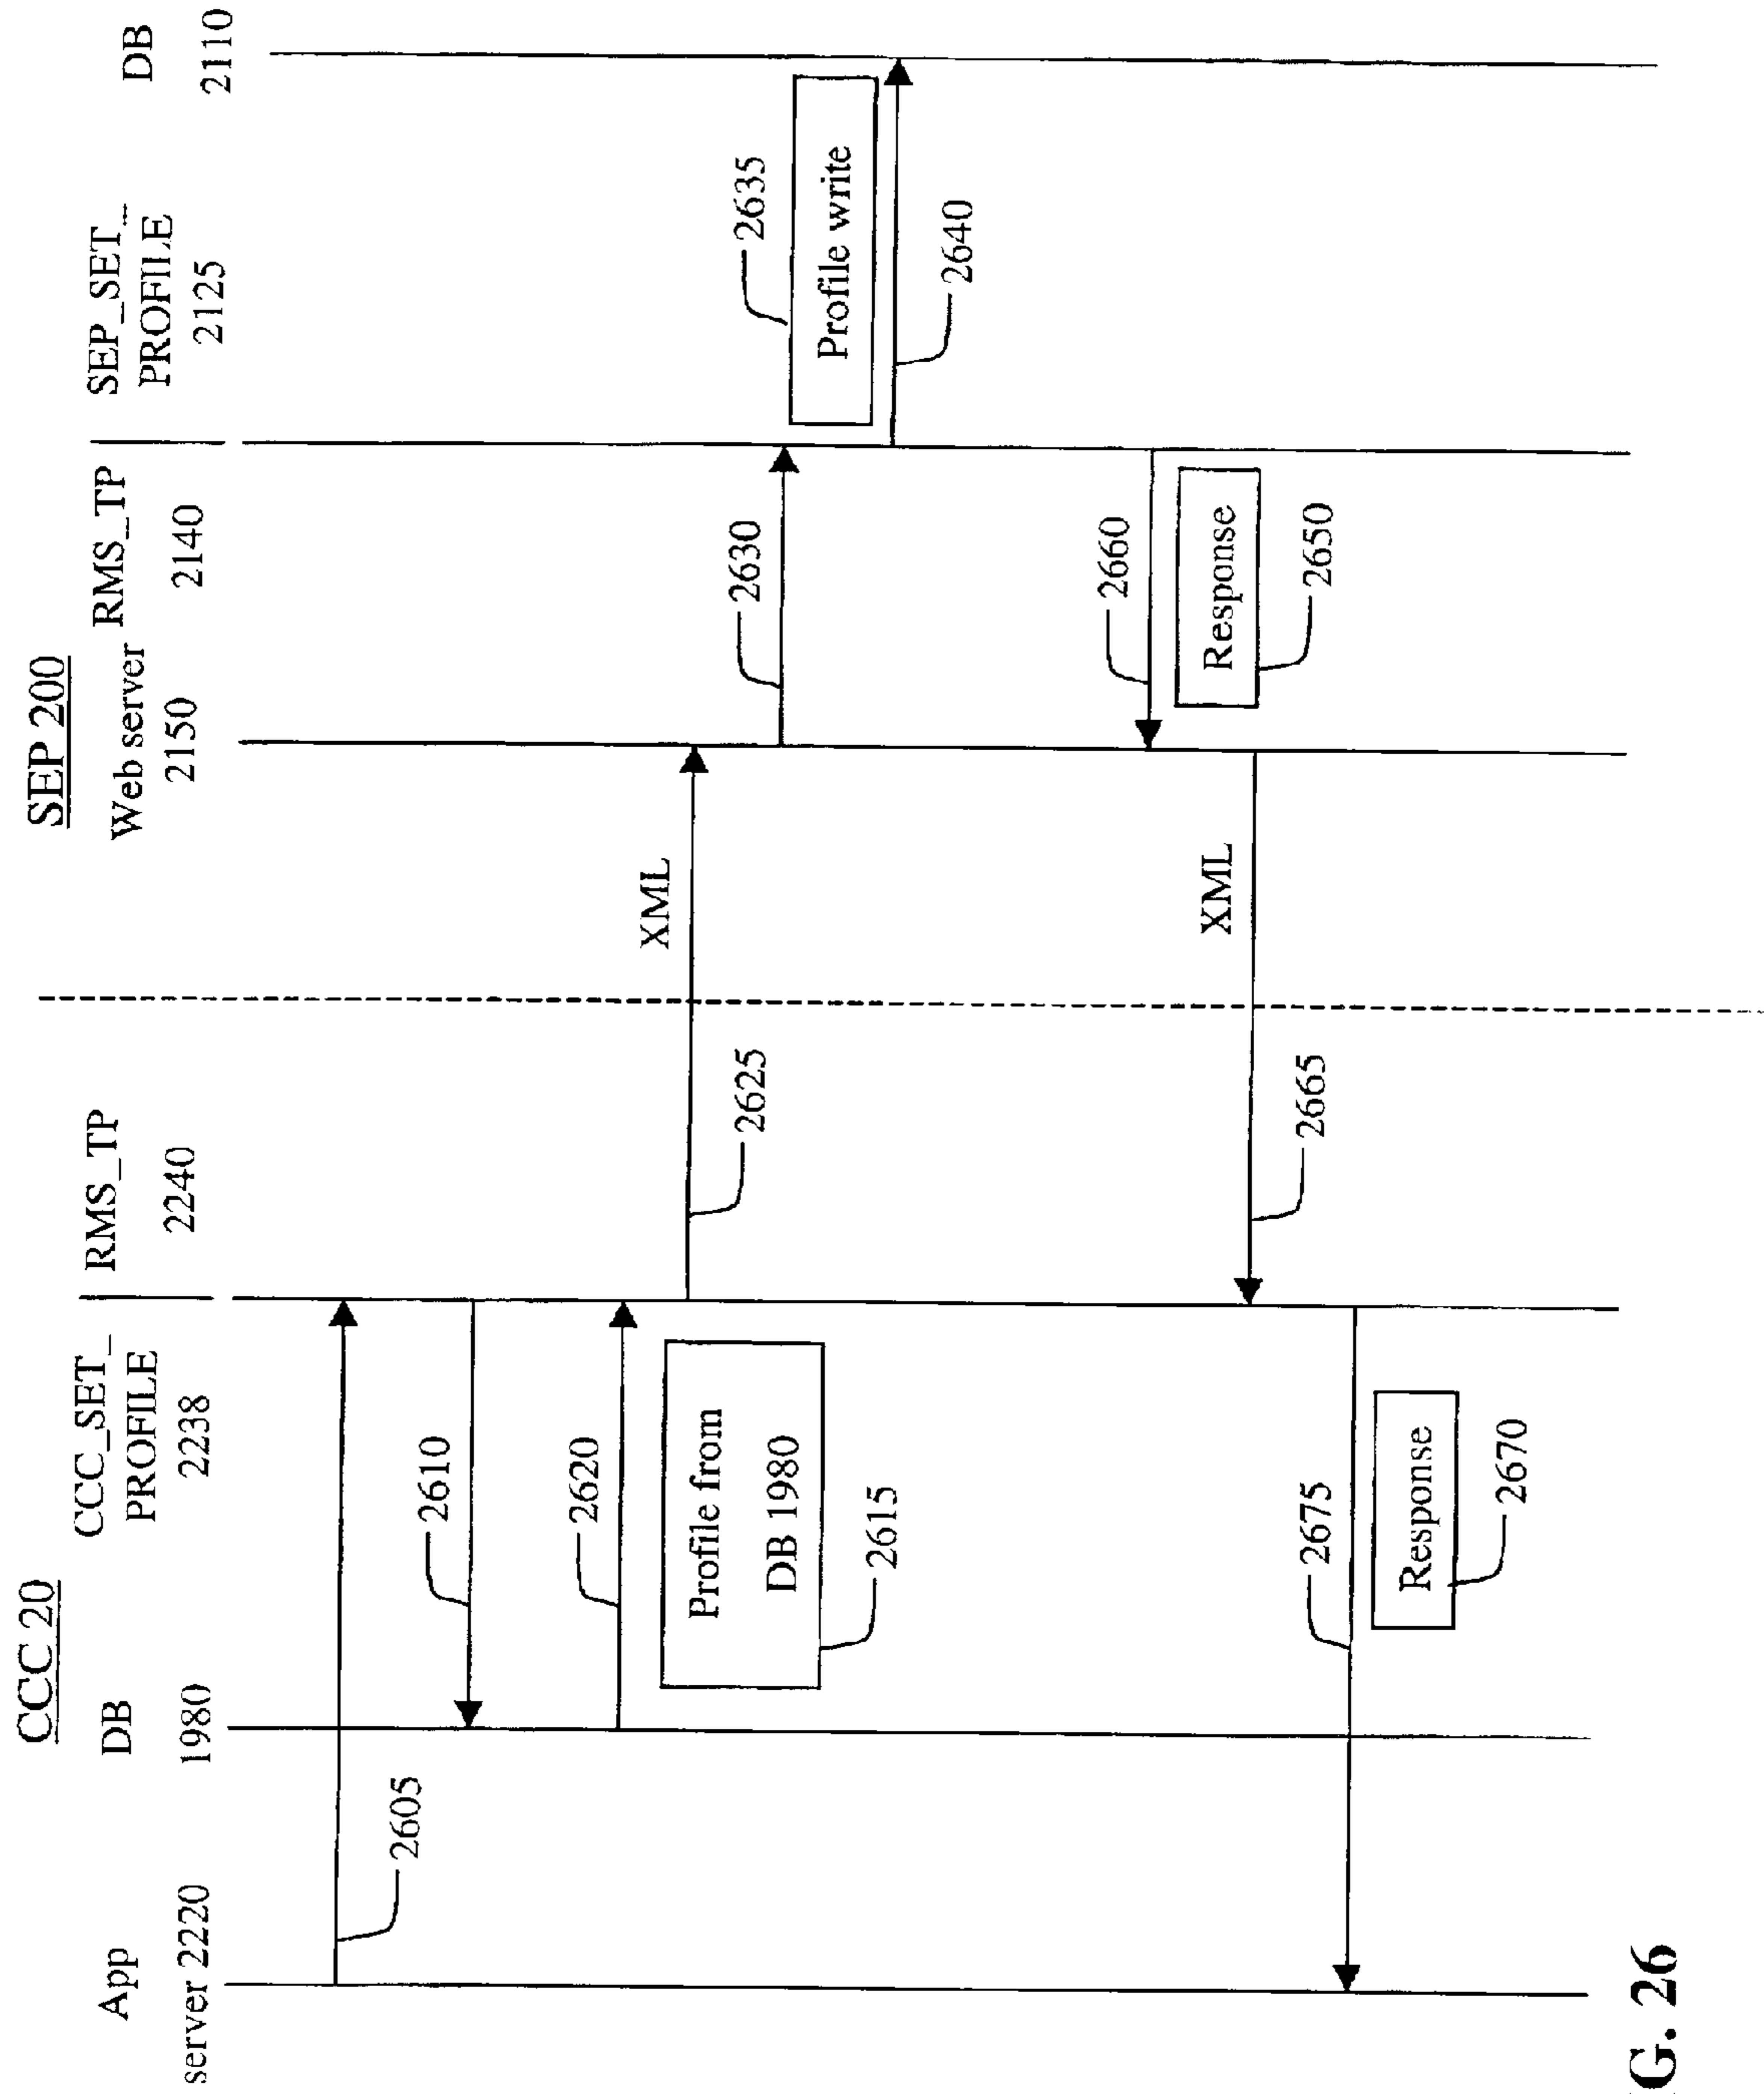 CCC 20
SEP 200
App
server 2220
DB
1980
CCC_SET_
PROFILE
2238
RMS_TP
2240
Web server
2150
RMS_TP
2140
SEP_SET_
PROFILE
2125
DB
2110
2605
2610
2620
Profile from
DB 1980
2615
XML
2625
2630
2635
Profile write
2640
2660
Response
2650
XML
2665
2675
Response
2670
G. 26